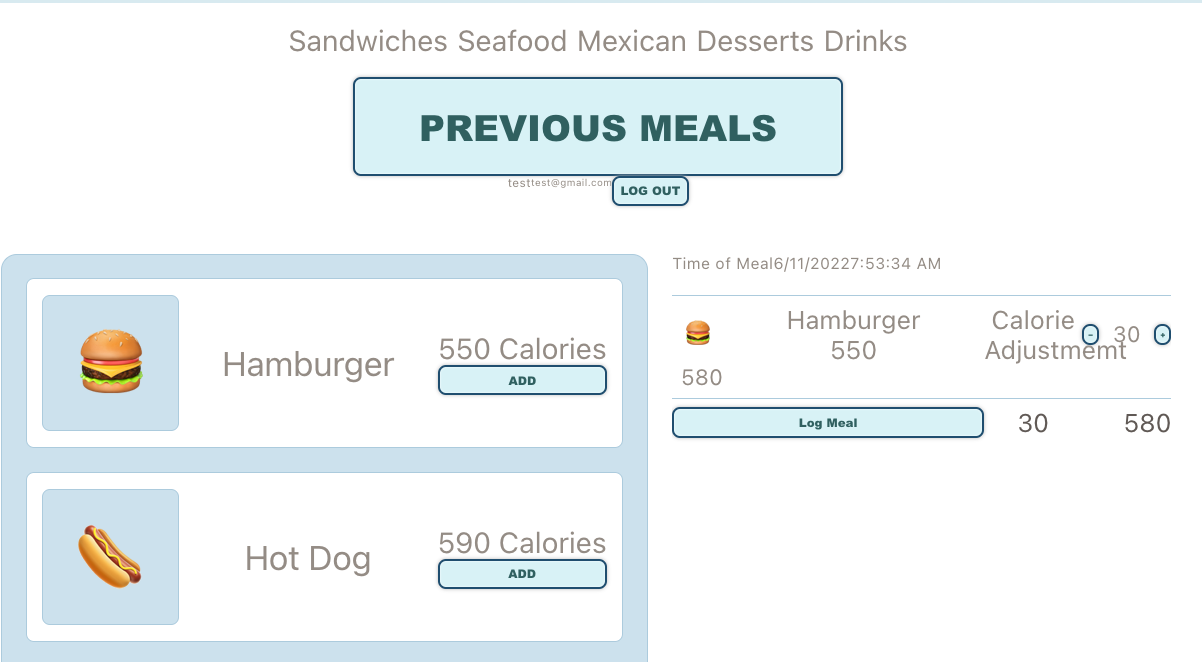 Sandwiches Seafood Mexican Desserts Drinks
PREVIOUS MEALS
testtest@gmail.com LOG OUT
Hamburger
550 Calories
ADD
Hot Dog
590 Calories
ADD
Time of Meal6/11/20227:53:34 AM
Hamburger
550
Calorie
Adjustmemt
- 30 +
580
Log Meal 30 580